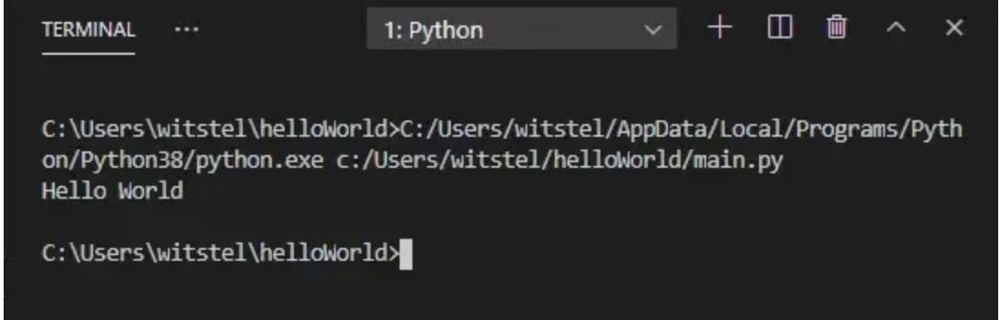 TERMINAL ... 1: Python
C:\Users\witstel\helloWorld>C:/Users/witstel/AppData/Local/Programs/Pyth
on/Python38/python.exe c:/Users/witstel/helloWorld/main.py
Hello World
C:\Users\witstel\helloWorld>